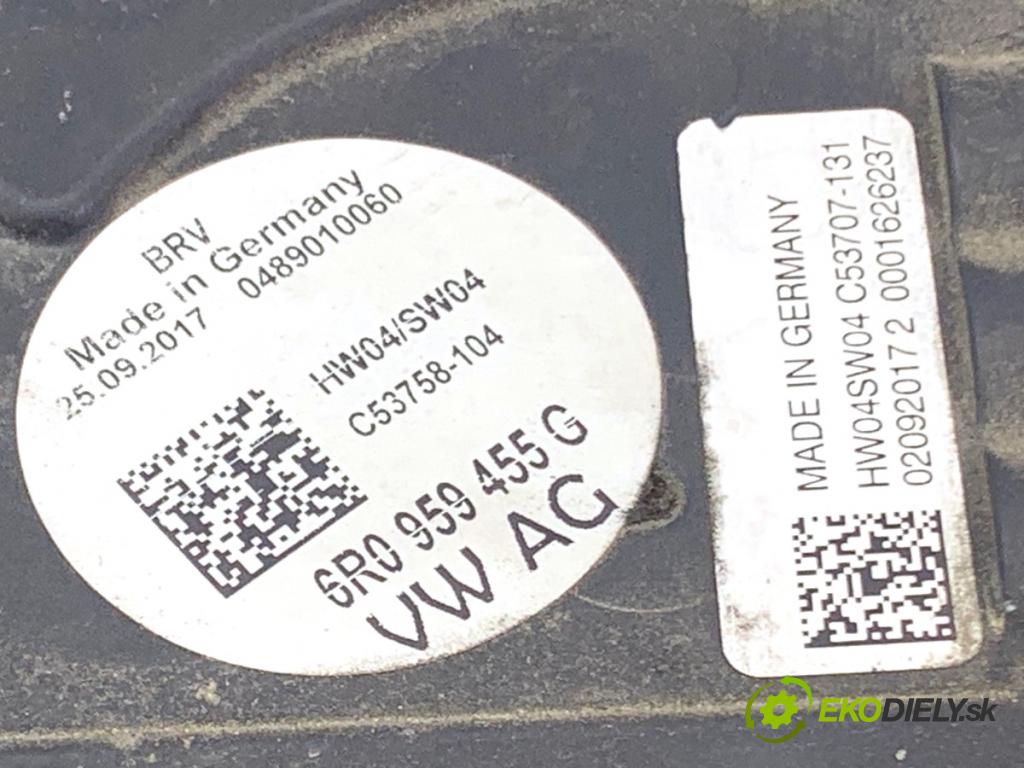 BRV
Made in Germany
25.09.2017 0489010060
HW04/SW04
C53758-104
6R0 959 455 G
VW AG
MADE IN GERMANY
HW04SW04 C53707-131
02092017 2 0001626237
EKODIELY.sk